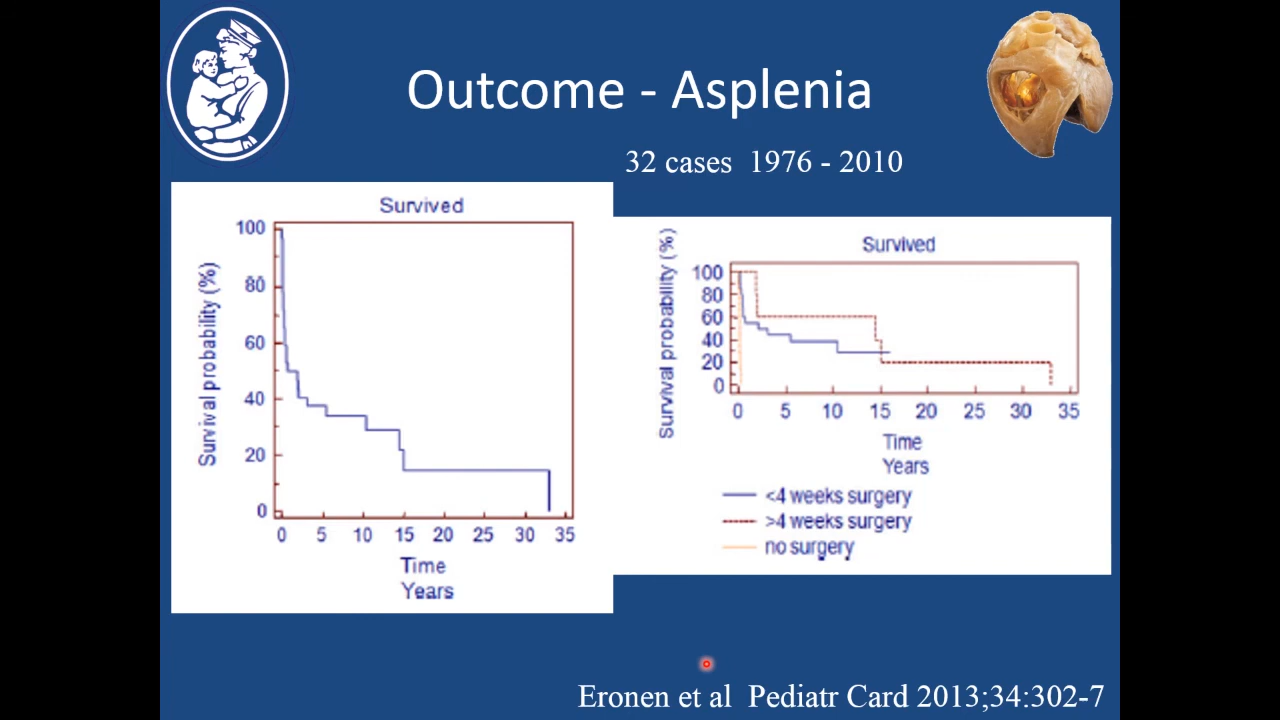 Outcome - Asplenia
32 cases 1976 - 2010
Survived
Survival probability (%)
100
80
60
40
20
0
0 5 10 15 20 25 30 35
Time
Years
Survived
Survival probability (%)
100
80
60
40
20
0
0 5 10 15 20 25 30 35
Time
Years
<4 weeks surgery
>4 weeks surgery
no surgery
Eronen et al Pediatr Card 2013;34:302-7